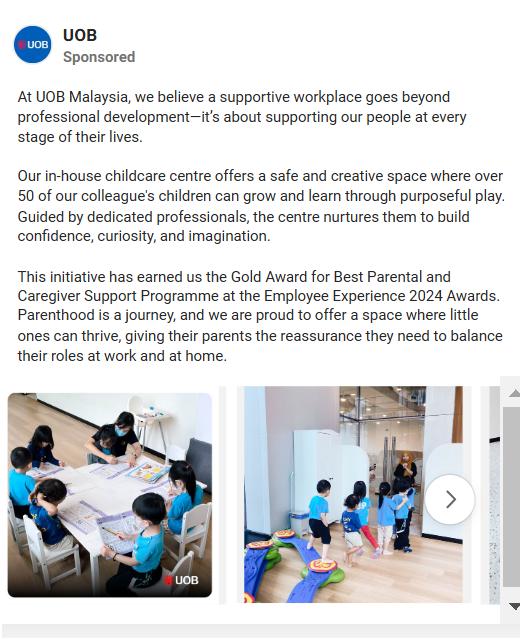 UOB
UOB
Sponsored
At UOB Malaysia, we believe a supportive workplace goes beyond
professional development—it’s about supporting our people at every
stage of their lives.
Our in-house childcare centre offers a safe and creative space where over
50 of our colleague's children can grow and learn through purposeful play.
Guided by dedicated professionals, the centre nurtures them to build
confidence, curiosity, and imagination.
This initiative has earned us the Gold Award for Best Parental and
Caregiver Support Programme at the Employee Experience 2024 Awards.
Parenthood is a journey, and we are proud to offer a space where little
ones can thrive, giving their parents the reassurance they need to balance
their roles at work and at home.
UOB